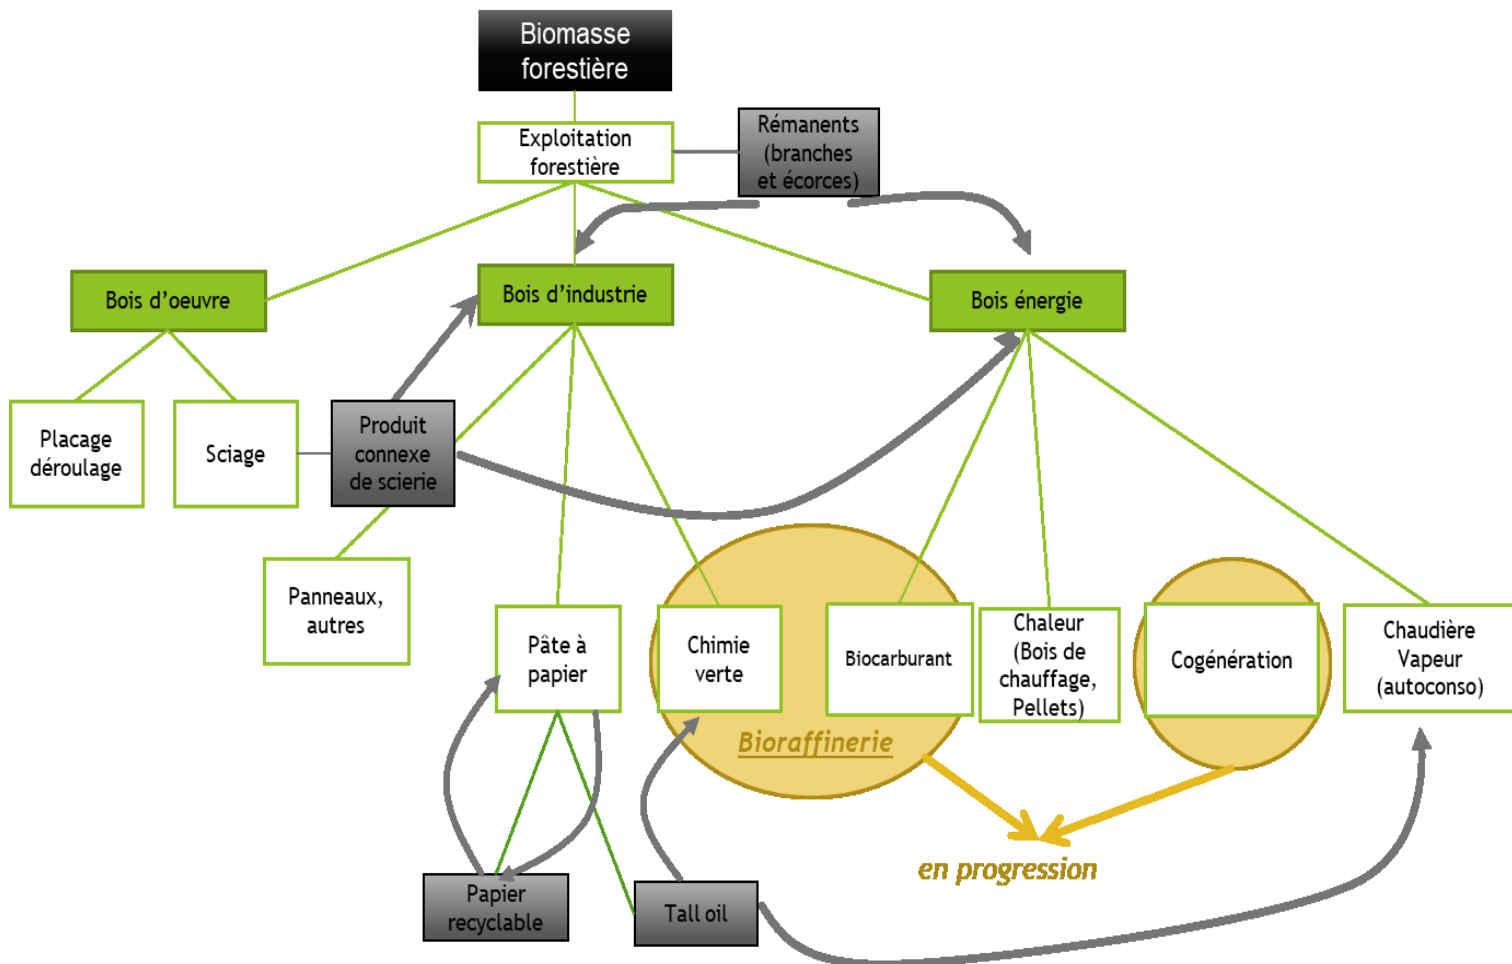 Biomasse
forestière
Exploitation
forestière
Rémanents
(branches
et écorces)
Bois d'oeuvre
Bois d'industrie
Bois énergie
Placage
déroulage
Sciage
Produit
connexe
de scierie
Panneaux,
autres
Pâte à
papier
Chimie
verte
Biocarburant
Chaleur
(Bois de
chauffage,
Pellets)
Cogénération
Chaudière
Vapeur
(autoconso)
Bioraffinerie
en progression
Papier
recyclable
Tall oil